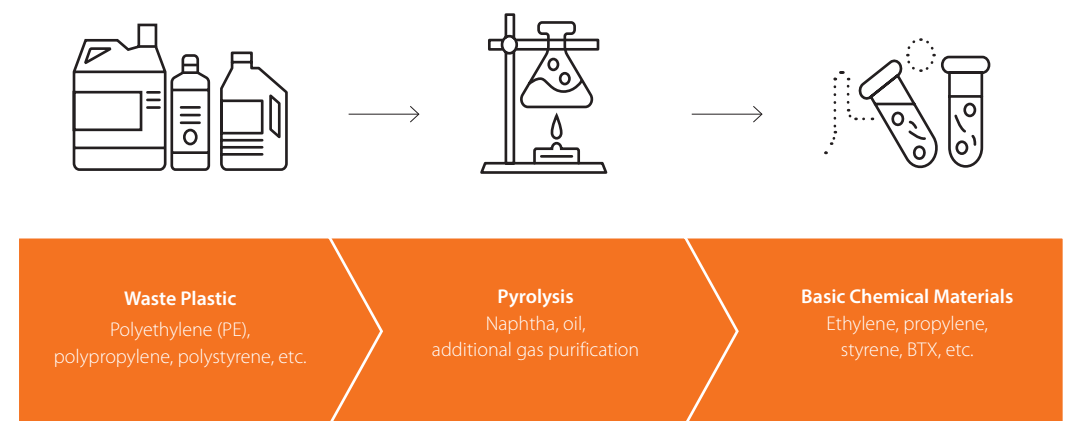 Waste Plastic
Polyethylene (PE),
polypropylene, polystyrene, etc.
Pyrolysis
Naphtha, oil,
additional gas purification
Basic Chemical Materials
Ethylene, propylene,
styrene, BTX, etc.